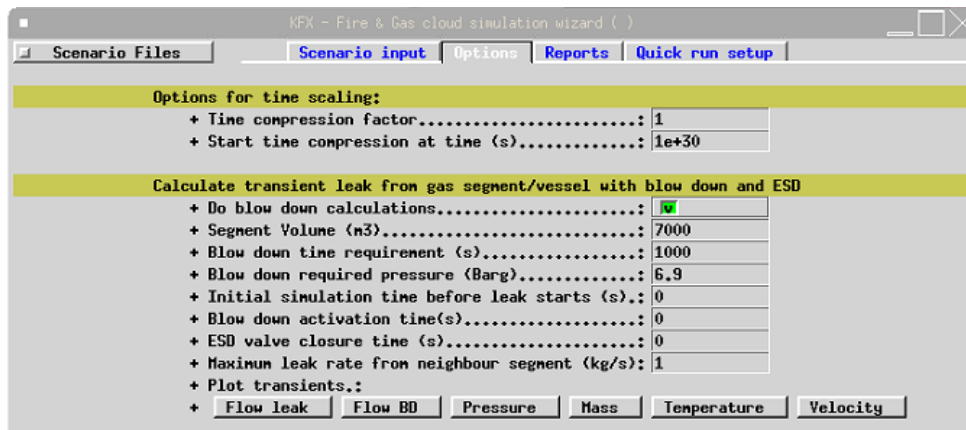 KFX - Fire & Gas cloud simulation wizard ( )
Scenario Files Scenario input Options Reports Quick run setup
Options for time scaling:
+ Time compression factor........................: 1
+ Start time compression at time (s).............: 1e+30
Calculate transient leak from gas segment/vessel with blow down and ESD
+ Do blow down calculations......................: v
+ Segment Volume (m3)............................: 7000
+ Blow down time requirement (s).................: 1000
+ Blow down required pressure (Barg).............: 6.9
+ Initial simulation time before leak starts (s).: 0
+ Blow down activation time(s)...................: 0
+ ESD valve closure time (s).....................: 0
+ Maximum leak rate from neighbour segment (kg/s): 1
+ Plot transients.:
+ Flow leak Flow BD Pressure Mass Temperature Velocity